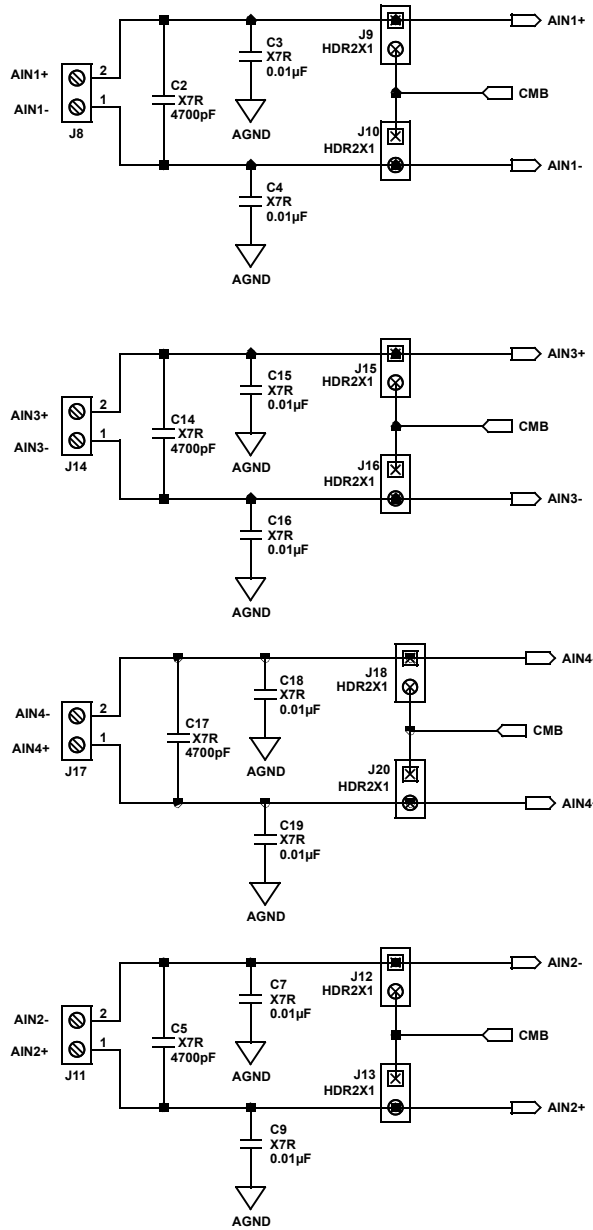 AIN1+
AIN1-
2
1
J8
C2
X7R
4700pF
C3
X7R
0.01µF
AGND
C4
X7R
0.01µF
AGND
J9
HDR2X1
J10
HDR2X1
AIN1+
CMB
AIN1-
AIN3+
AIN3-
2
1
J14
C14
X7R
4700pF
C15
X7R
0.01µF
AGND
C16
X7R
0.01µF
AGND
J15
HDR2X1
J16
HDR2X1
AIN3+
CMB
AIN3-
AIN4-
AIN4+
2
1
J17
C17
X7R
4700pF
C18
X7R
0.01µF
AGND
C19
X7R
0.01µF
AGND
J18
HDR2X1
J20
HDR2X1
AIN4
CMB
AIN4
AIN2-
AIN2+
2
1
J11
C5
X7R
4700pF
C7
X7R
0.01µF
AGND
C9
X7R
0.01µF
AGND
J12
HDR2X1
J13
HDR2X1
AIN2-
CMB
AIN2+